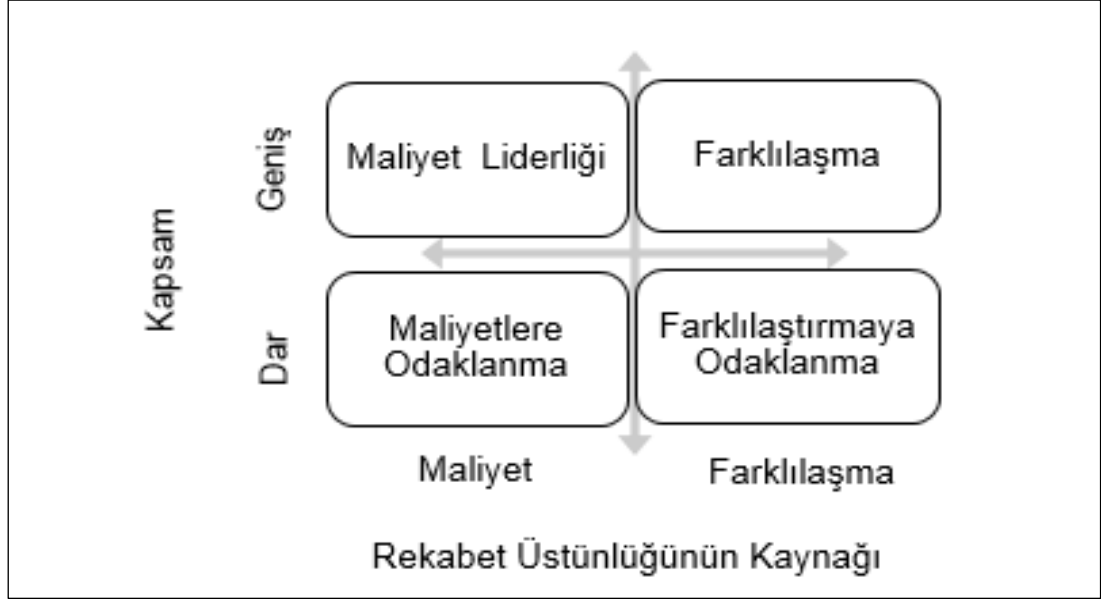 Kapsam
Geniş
Maliyet Liderliği
Farklılaşma
Dar
Maliyetlere
Odaklanma
Farklılaştırmaya
Odaklanma
Maliyet
Farklılaşma
Rekabet Üstünlüğünün Kaynağı